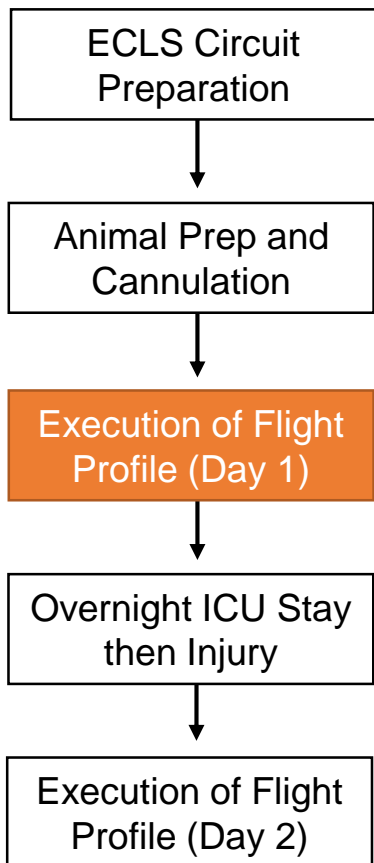 ECLS Circuit
Preparation
Animal Prep and
Cannulation
Execution of Flight
Profile (Day 1)
Overnight ICU Stay
then Injury
Execution of Flight
Profile (Day 2)